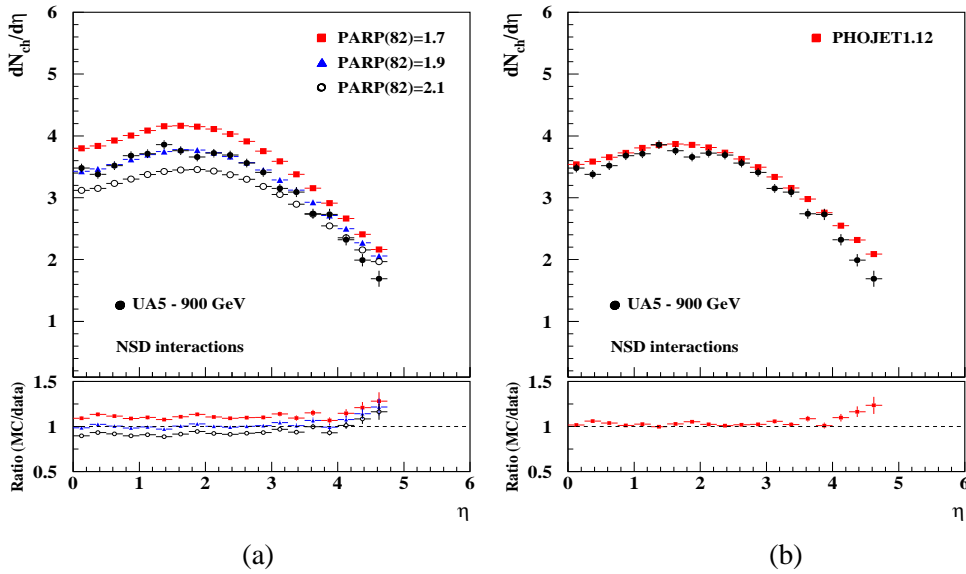 dN_ch/dη
6
5
4
3
2
1
PARP(82)=1.7
PARP(82)=1.9
PARP(82)=2.1
UA5 - 900 GeV
NSD interactions
Ratio (MC/data)
1.5
1
0.5
0 1 2 3 4 5 6
η
(a)
dN_ch/dη
6
5
4
3
2
1
PHOJET1.12
UA5 - 900 GeV
NSD interactions
Ratio (MC/data)
1.5
1
0.5
0 1 2 3 4 5 6
η
(b)